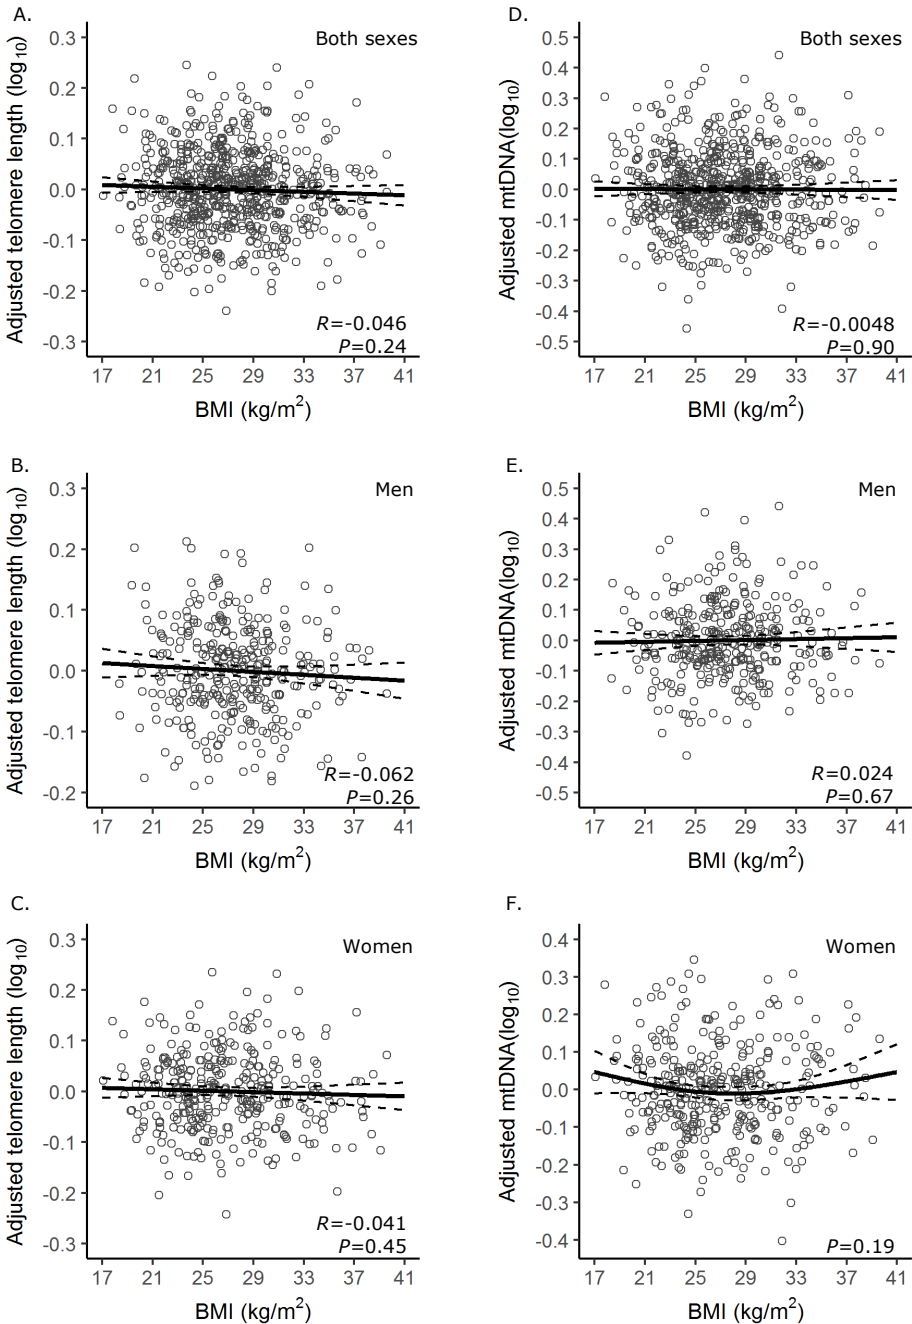 A.
Both sexes
Adjusted telomere length (log10)
0.3
0.2
0.1
0.0
-0.1
-0.2
-0.3
R=-0.046
P=0.24
17 21 25 29 33 37 41
BMI (kg/m2)
D.
Both sexes
Adjusted mtDNA(log10)
0.5
0.4
0.3
0.2
0.1
0.0
-0.1
-0.2
-0.3
-0.4
-0.5
R=-0.0048
P=0.90
17 21 25 29 33 37 41
BMI (kg/m2)
B.
Men
Adjusted telomere length (log10)
0.3
0.2
0.1
0.0
-0.1
-0.2
R=-0.062
P=0.26
17 21 25 29 33 37 41
BMI (kg/m2)
E.
Men
Adjusted mtDNA(log10)
0.5
0.4
0.3
0.2
0.1
0.0
-0.1
-0.2
-0.3
-0.4
-0.5
R=0.024
P=0.67
17 21 25 29 33 37 41
BMI (kg/m2)
C.
Women
Adjusted telomere length (log10)
0.3
0.2
0.1
0.0
-0.1
-0.2
-0.3
R=-0.041
P=0.45
17 21 25 29 33 37 41
BMI (kg/m2)
F.
Women
Adjusted mtDNA(log10)
0.4
0.3
0.2
0.1
0.0
-0.1
-0.2
-0.3
-0.4
P=0.19
17 21 25 29 33 37 41
BMI (kg/m2)